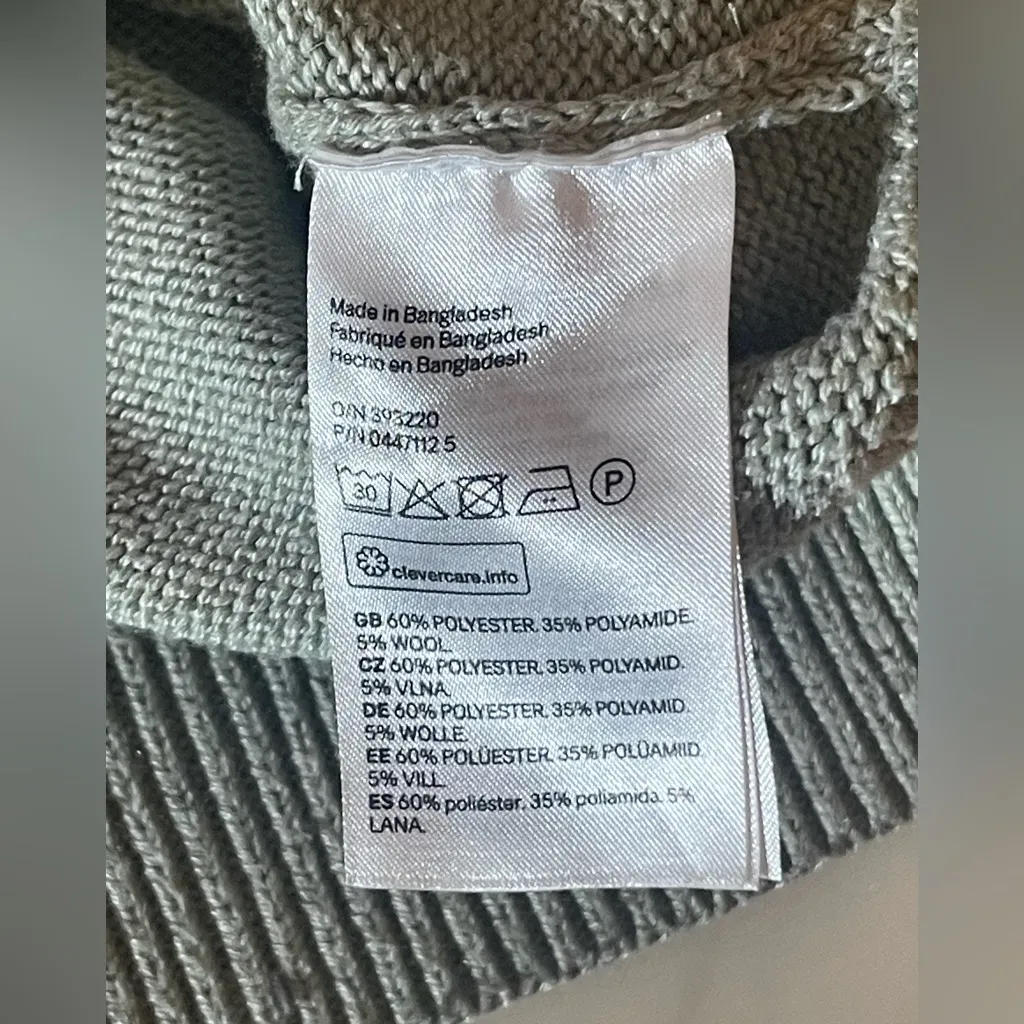 Made in Bangladesh
Fabriqué en Bangladesh
Hecho en Bangladesh
O/N 393220
P/N 0447112 5
30
P
clevercare.info
GB 60% POLYESTER. 35% POLYAMIDE.
5% WOOL.
CZ 60% POLYESTER. 35% POLYAMID.
5% VLNA.
DE 60% POLYESTER. 35% POLYAMID.
5% WOLLE.
EE 60% POLÜESTER. 35% POLÜAMIID.
5% VILL.
ES 60% poliéster. 35% poliamida. 5%
LANA.